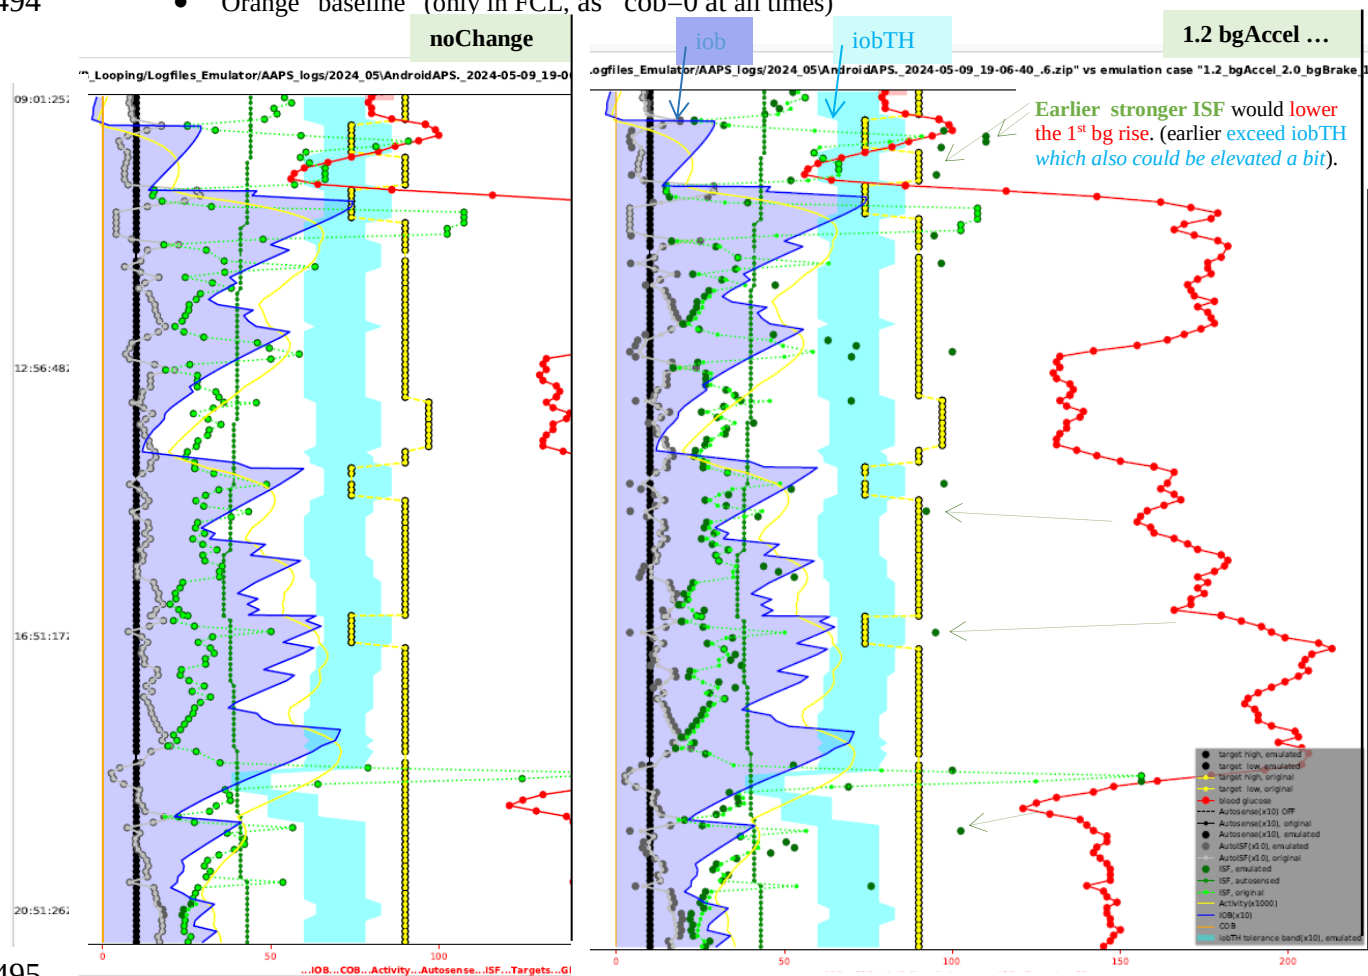 494
● Orange "baseline" (only in FCL, as "cob=0 at all times)
noChange
iob
iobTH
1.2 bgAccel …
_Looping/Logfiles_Emulator/AAPS_logs/2024_05\AndroidAPS._2024-05-09_19-06
.ogfiles_Emulator/AAPS_logs/2024_05\AndroidAPS._2024-05-09_19-06-40_.6.zip" vs emulation case "1.2_bgAccel_2.0_bgBrake_1
09:01:25
Earlier stronger ISF would lower
the 1st bg rise. (earlier exceed iobTH
which also could be elevated a bit).
12:56:48
16:51:17
20:51:26
target high, emulated
target low, emulated
target high, original
target low, original
blood glucose
Autosense(x10) OFF
Autosense(x10), original
Autosense(x10), emulated
AutoISF(x10), emulated
AutoISF(x10), original
ISF, emulated
ISF, autosensed
ISF, original
Activity(x1000)
IOB(x10)
COB
iobTH tolerance band(x10), emulated
0 50 100
0 50 100 150 200
...IOB...COB...Activity...Autosense...ISF...Targets...Gl
495